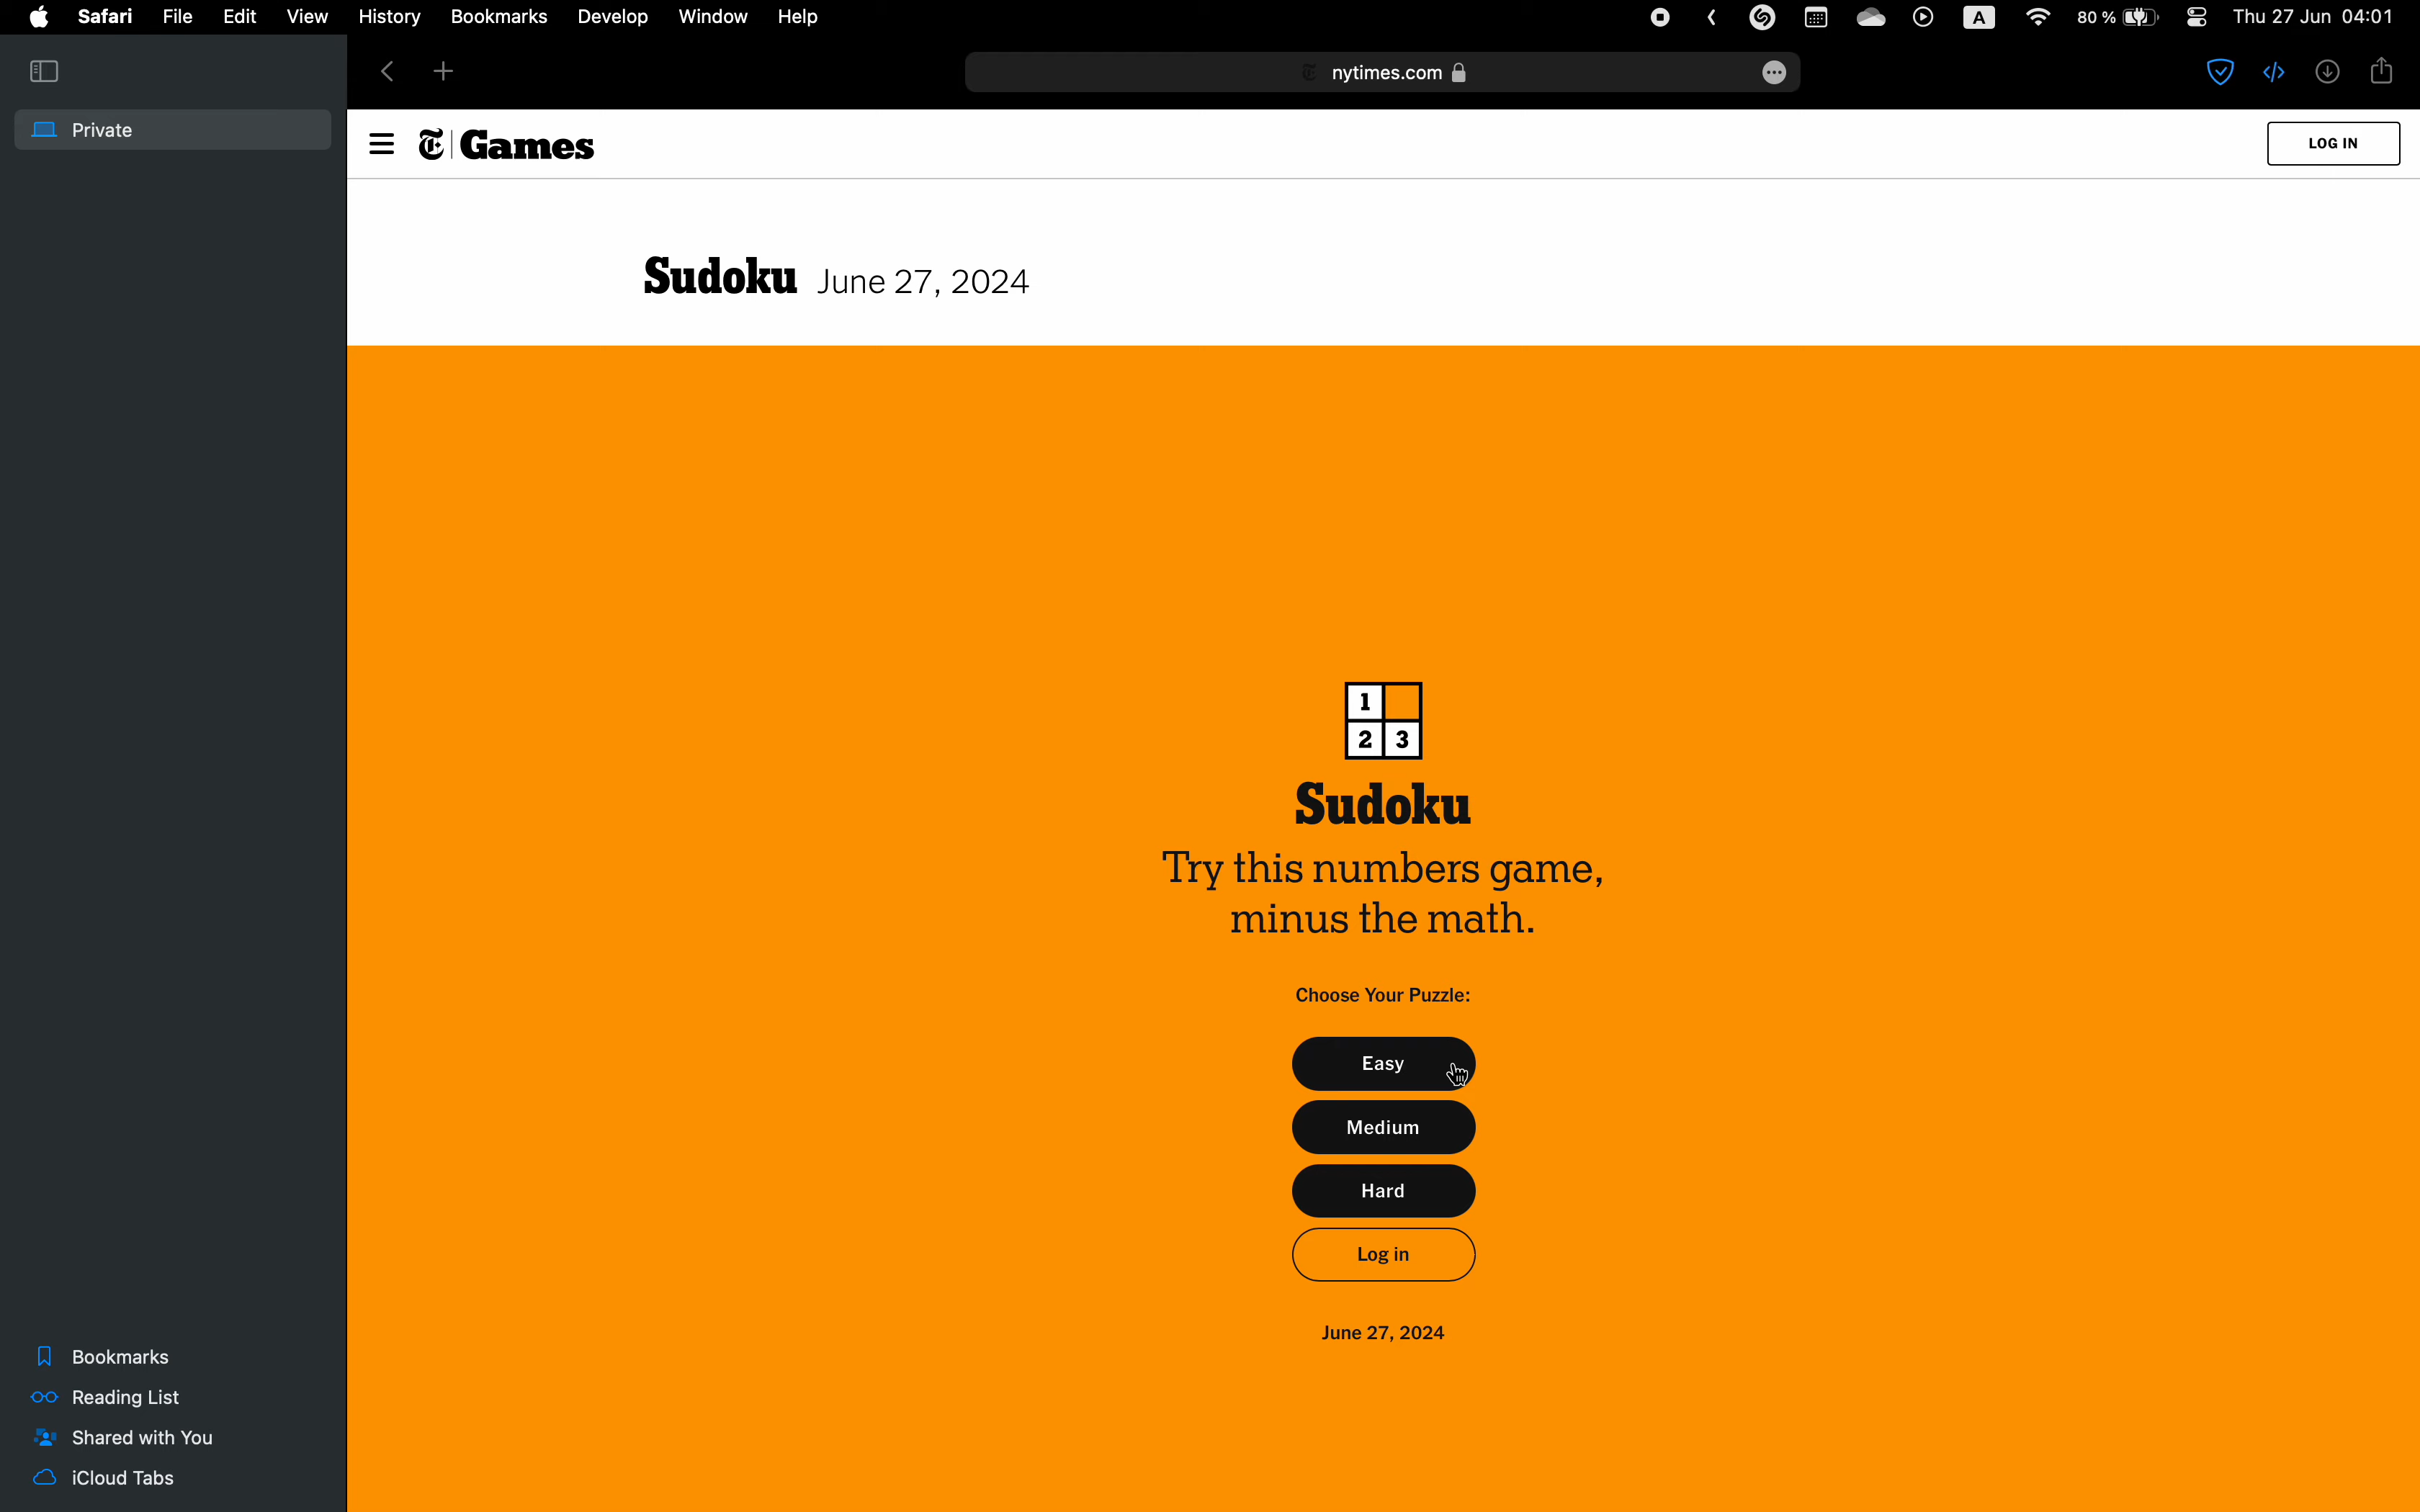 Safari File Edit View History Bookmarks Develop Window Help A 80 % Thu 27 Jun 04:01
nytimes.com
Private
T Games LOG IN
Sudoku June 27, 2024
1
2 3
Sudoku
Try this numbers game,
minus the math.
Choose Your Puzzle:
Easy
Medium
Hard
Log in
June 27, 2024
Bookmarks
Reading List
Shared with You
iCloud Tabs